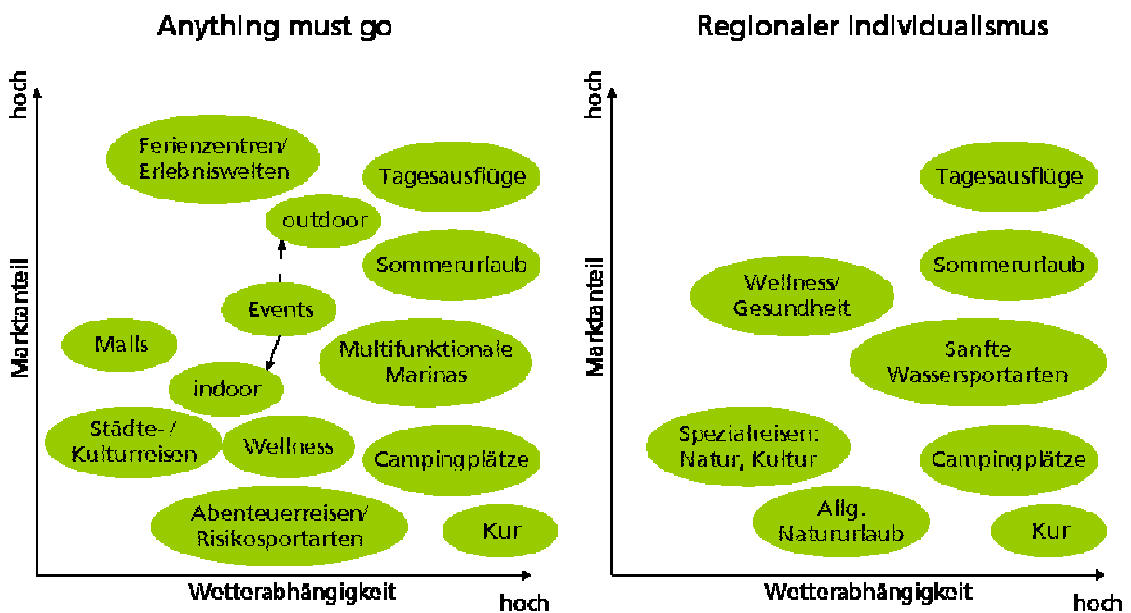 Anything must go
hoch
Marktanteil
Ferienzentren/
Erlebniswelten
Tagesausflüge
outdoor
Sommerurlaub
Events
Malls
Multifunktionale
Marinas
indoor
Städte-/
Kulturreisen
Wellness
Campingplätze
Abenteuerreisen/
Risikosportarten
Kur
Wetterabhängigkeit
hoch
Regionaler Individualismus
hoch
Marktanteil
Tagesausflüge
Sommerurlaub
Wellness/
Gesundheit
Sanfte
Wassersportarten
Spezialreisen:
Natur, Kultur
Campingplätze
Allg.
Natururlaub
Kur
Wetterabhängigkeit
hoch